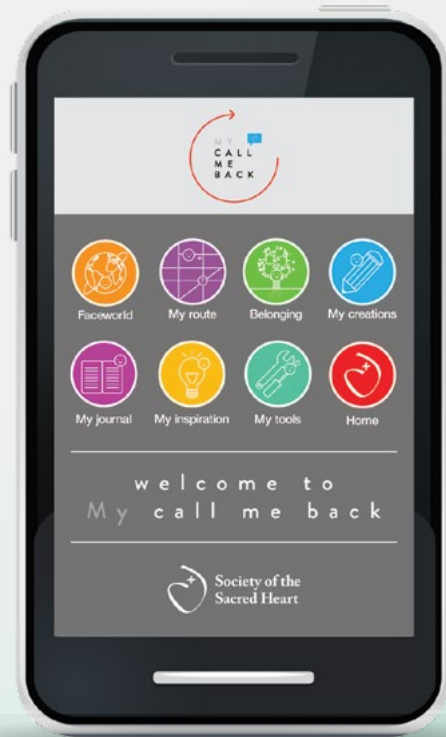 MY
CALL
ME
BACK
Faceworld
My route
Belonging
My creations
My journal
My inspiration
My tools
Home
welcome to
My call me back
Society of the
Sacred Heart